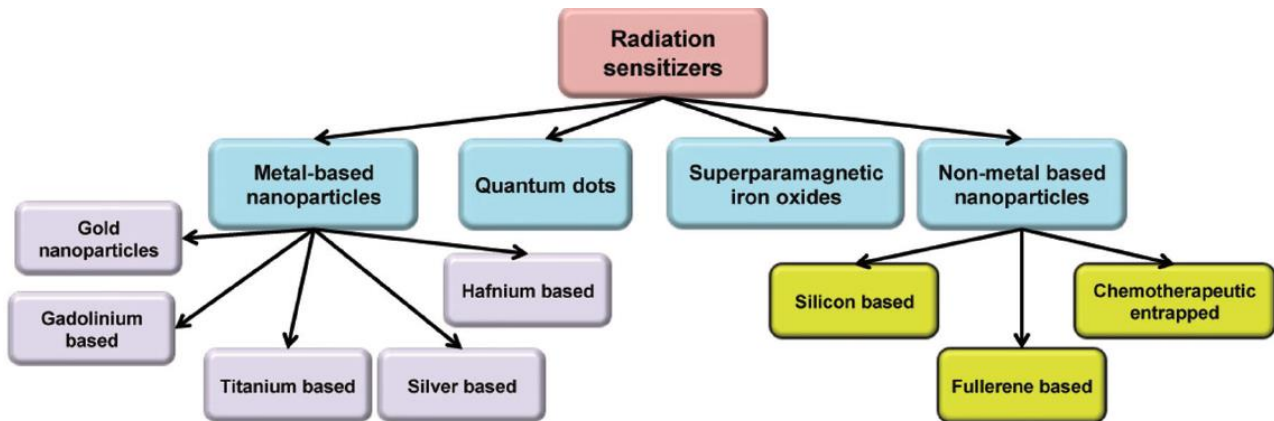 Radiation
sensitizers
Metal-based
nanoparticles
Quantum dots
Superparamagnetic
iron oxides
Non-metal based
nanoparticles
Gold
nanoparticles
Gadolinium
based
Titanium based
Silver based
Hafnium based
Silicon based
Fullerene based
Chemotherapeutic
entrapped